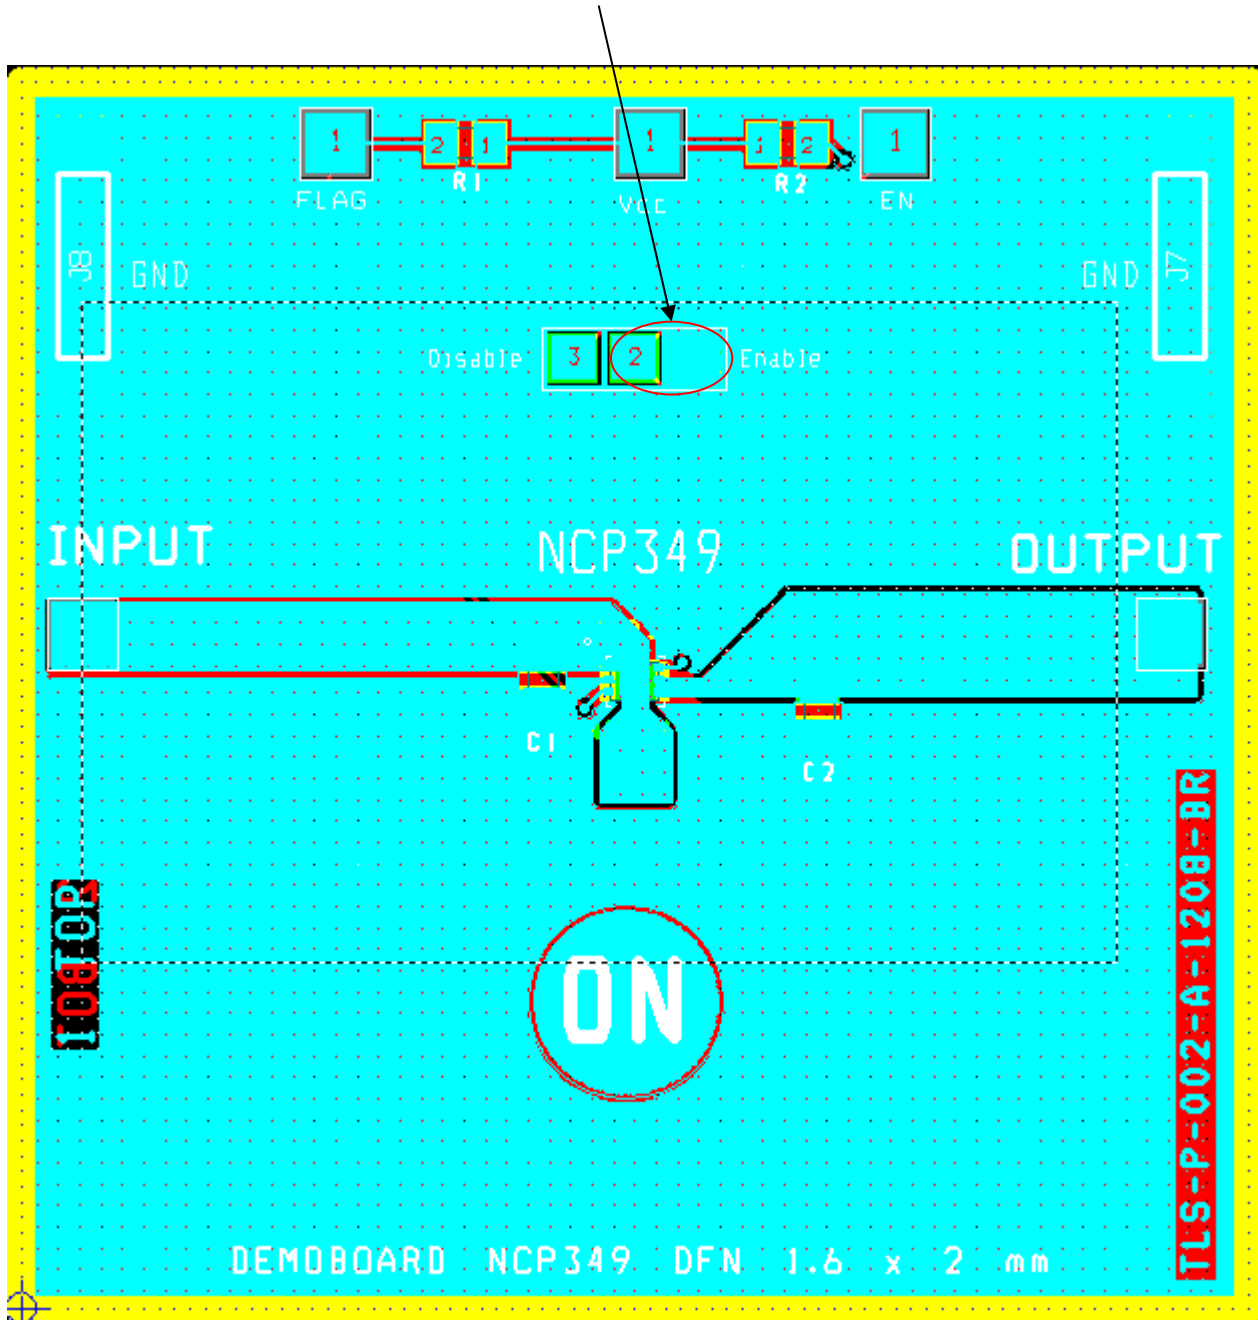 1 2 1 1 1 2 1
R1 R2
FLAG Vcc EN
J8 GND GND J7
Disable 3 2 Enable
INPUT NCP349 OUTPUT
C1
C2
TLS-P-002-A-1208-BR
ON
DEMOBOARD NCP349 DFN 1.6 x 2 mm